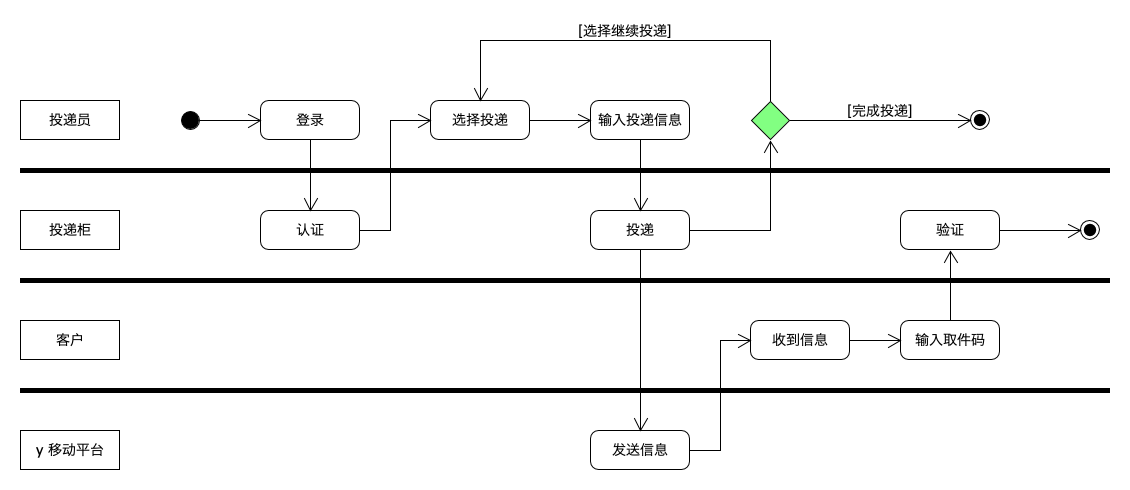 [选择继续投递]
投递员
登录
选择投递
输入投递信息
[完成投递]
投递柜
认证
投递
验证
客户
收到信息
输入取件码
y 移动平台
发送信息